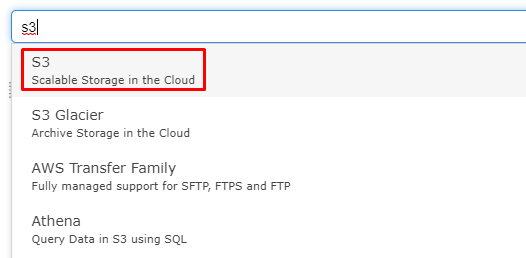 s3
S3
Scalable Storage in the Cloud
S3 Glacier
Archive Storage in the Cloud
AWS Transfer Family
Fully managed support for SFTP, FTPS and FTP
Athena
Query Data in S3 using SQL